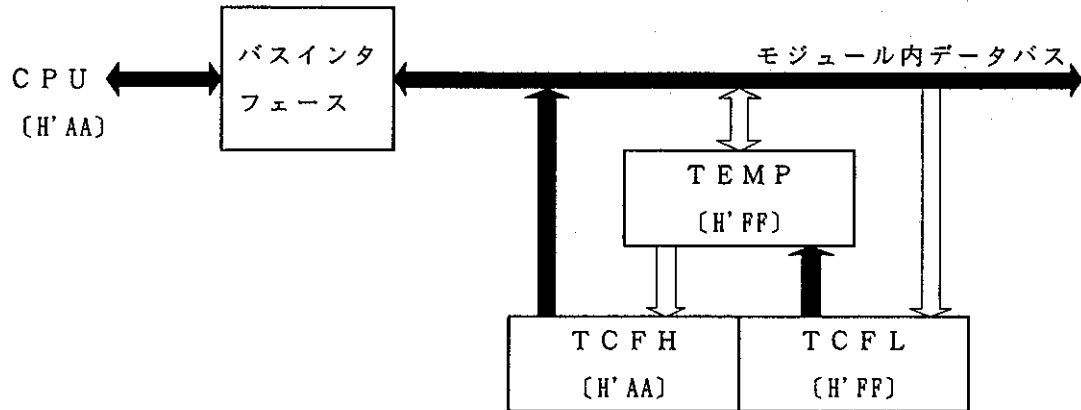 バスインタ
フェース
CPU
〔H'AA〕
モジュール内データバス
TEMP
〔H'FF〕
TCFH
〔H'AA〕
TCFL
〔H'FF〕